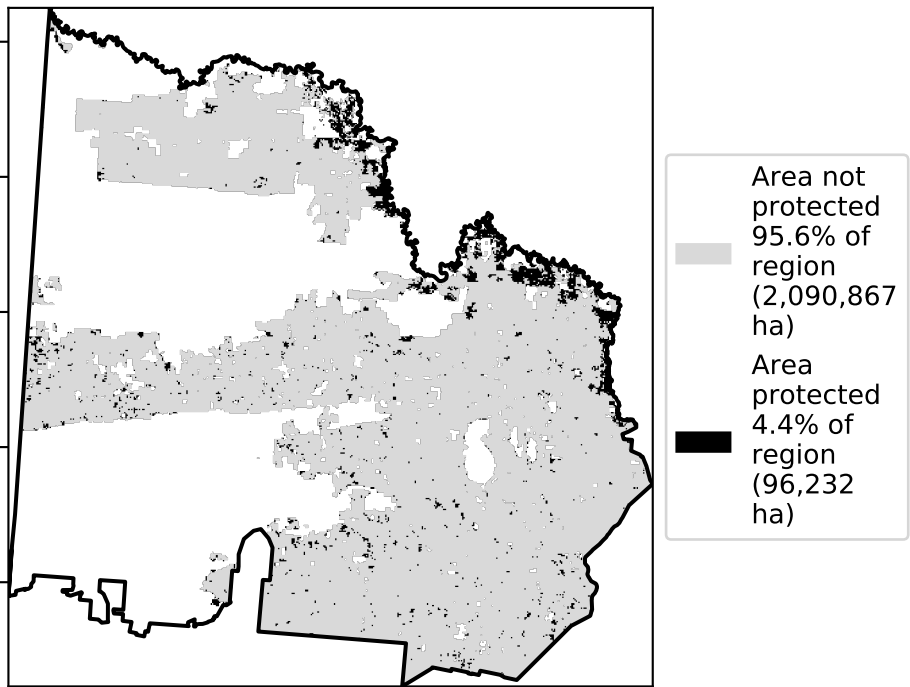 Area not
protected
95.6% of
region
(2,090,867
ha)
Area
protected
4.4% of
region
(96,232
ha)